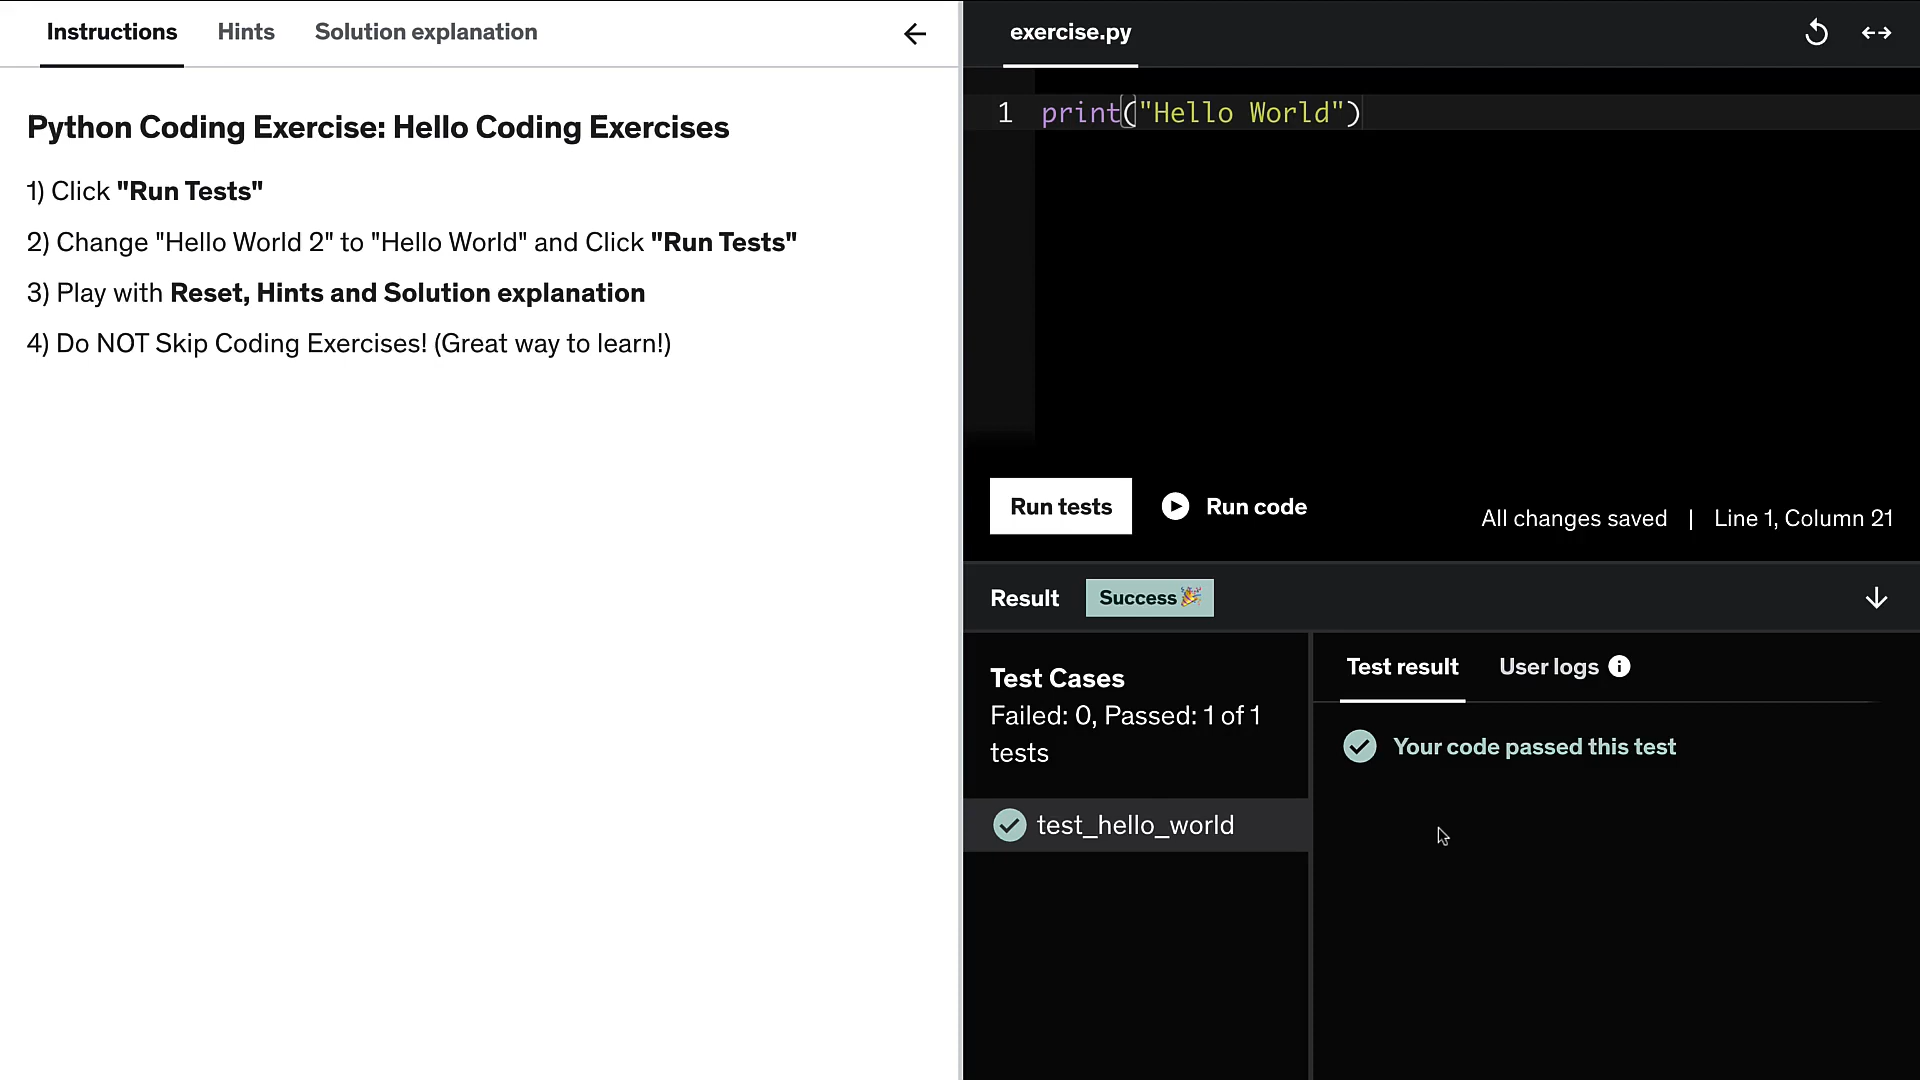 Instructions
Hints
Solution explanation
Python Coding Exercise: Hello Coding Exercises
1) Click "Run Tests"
2) Change "Hello World 2" to "Hello World" and Click "Run Tests"
3) Play with Reset, Hints and Solution explanation
4) Do NOT Skip Coding Exercises! (Great way to learn!)
exercise.py
1 print("Hello World")
Run tests
Run code
All changes saved | Line 1, Column 21
Result
Success🎉
Test Cases
Failed: 0, Passed: 1 of 1
tests
test_hello_world
Test result
User logs
Your code passed this test